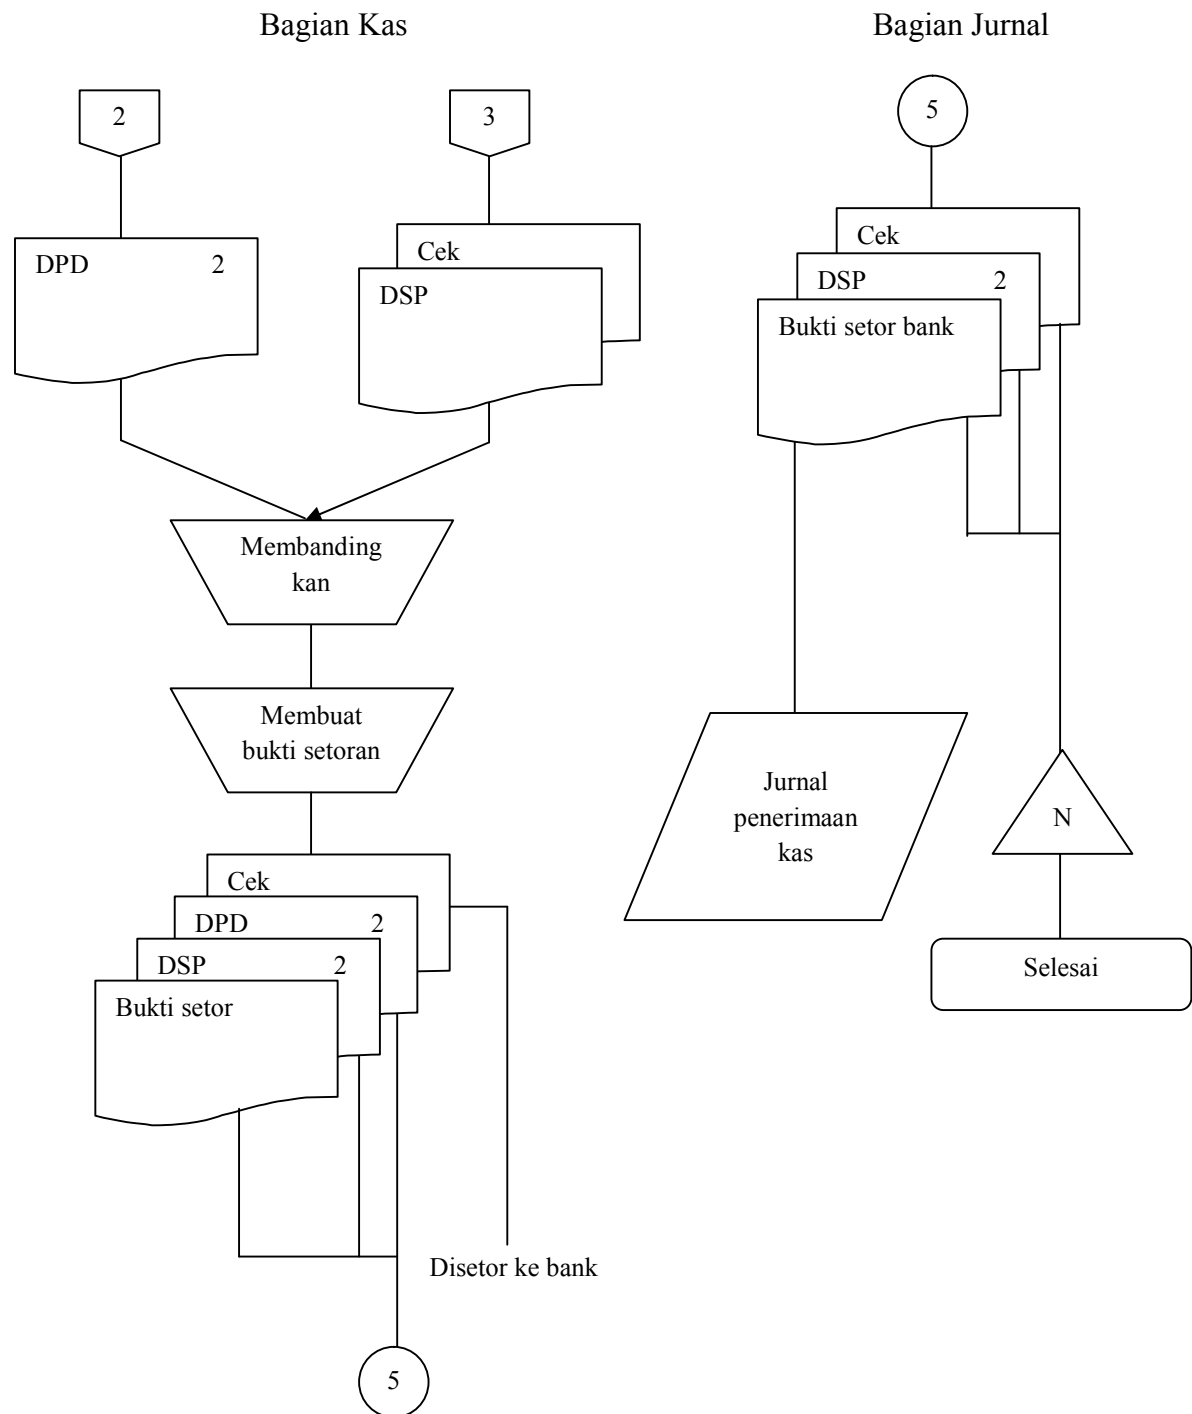 Bagian Kas
2
3
DPD 2
Cek
DSP
Membanding
kan
Membuat
bukti setoran
Cek
DPD 2
DSP 2
Bukti setor
Disetor ke bank
5
Bagian Jurnal
5
Cek
DSP 2
Bukti setor bank
Jurnal
penerimaan
kas
N
Selesai